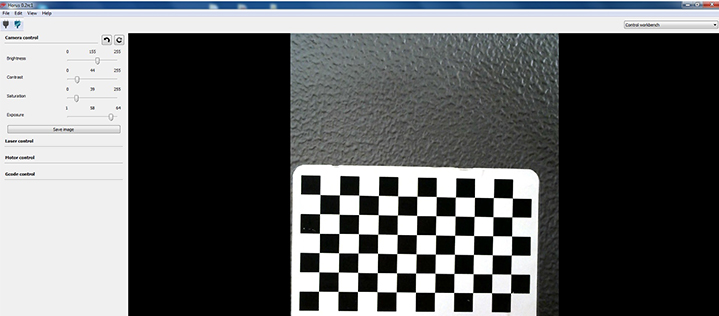 Horus 0.2rc1
File Edit View Help
Control workbench
Camera control
0 155 255
Brightness
0 44 255
Contrast
0 39 255
Saturation
1 58 64
Exposure
Save image
Laser control
Motor control
Gcode control